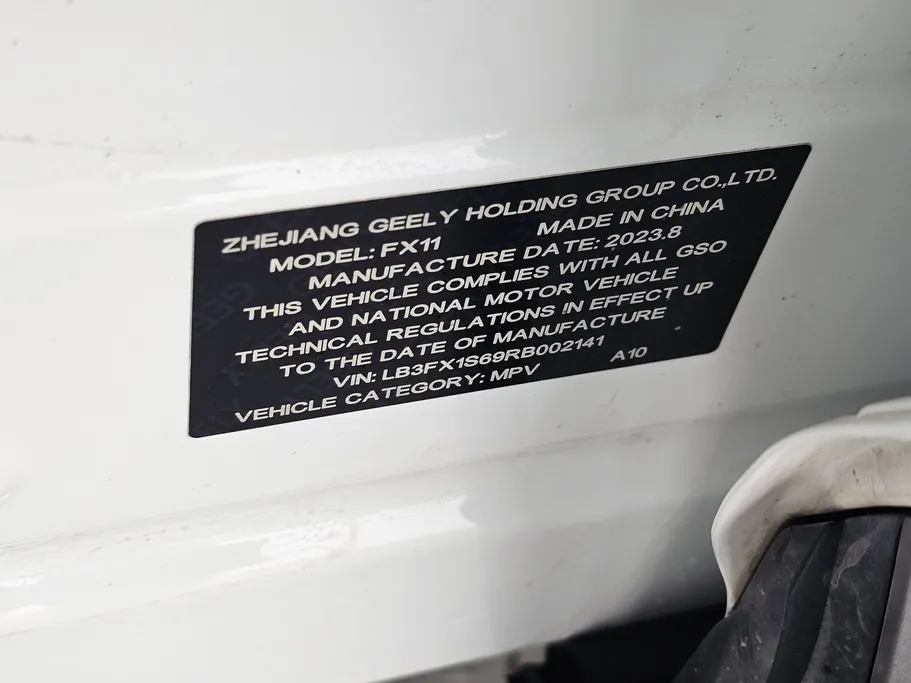 ZHEJIANG GEELY HOLDING GROUP CO.,LTD.
MODEL: FX11 MADE IN CHINA
MANUFACTURE DATE: 2023.8
THIS VEHICLE COMPLIES WITH ALL GSO
AND NATIONAL MOTOR VEHICLE
TECHNICAL REGULATIONS IN EFFECT UP
TO THE DATE OF MANUFACTURE
VIN: LB3FX1S69RB002141
VEHICLE CATEGORY: MPV A10